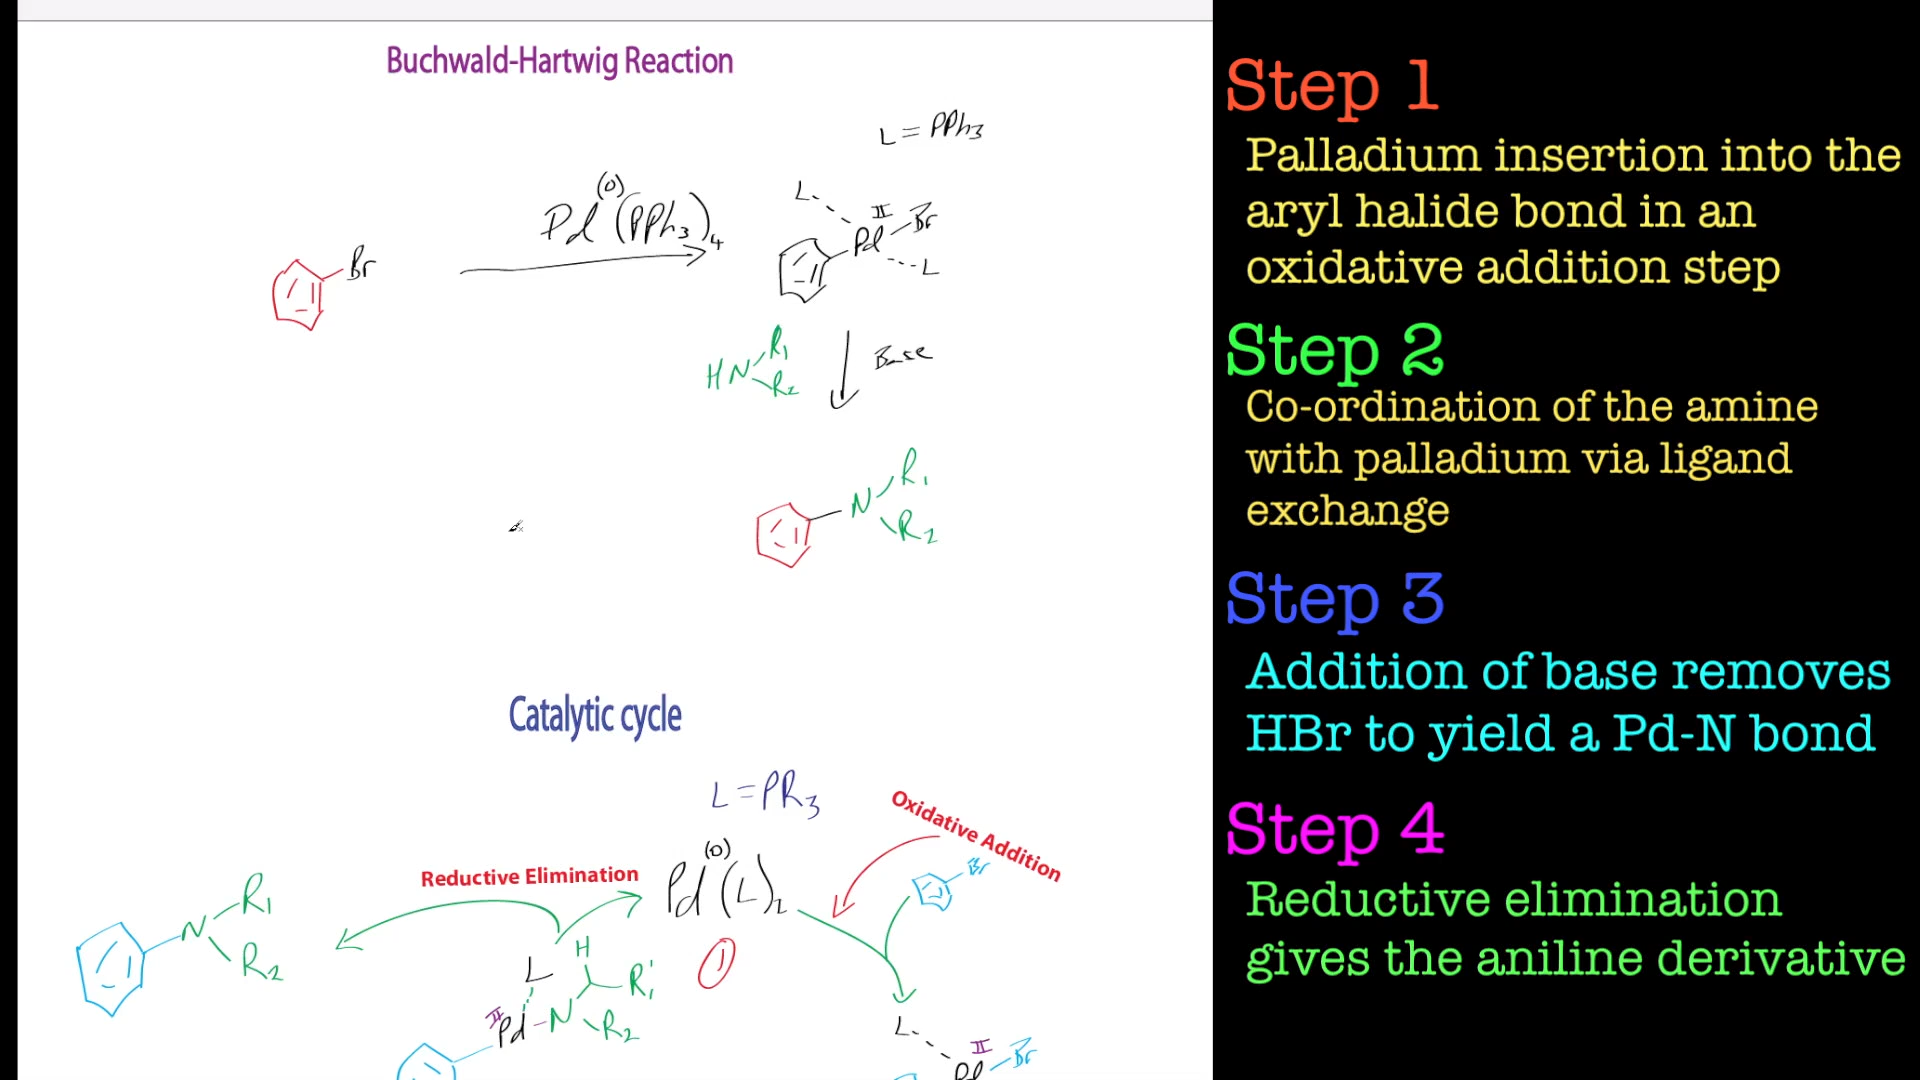 Buchwald-Hartwig Reaction
L = PPh3
(0)
Pd (PPh3)4
Br
L
II
Pd
Br
L
HN
R1
R2
Base
N
R1
R2
Catalytic cycle
L = PR3
Oxidative Addition
Br
Reductive Elimination
(0)
Pd (L)2
1
N
R1
R2
H
L
R1'
II
Pd
N
R2
L
II
Pd
Br
Step 1
Palladium insertion into the
aryl halide bond in an
oxidative addition step
Step 2
Co-ordination of the amine
with palladium via ligand
exchange
Step 3
Addition of base removes
HBr to yield a Pd-N bond
Step 4
Reductive elimination
gives the aniline derivative